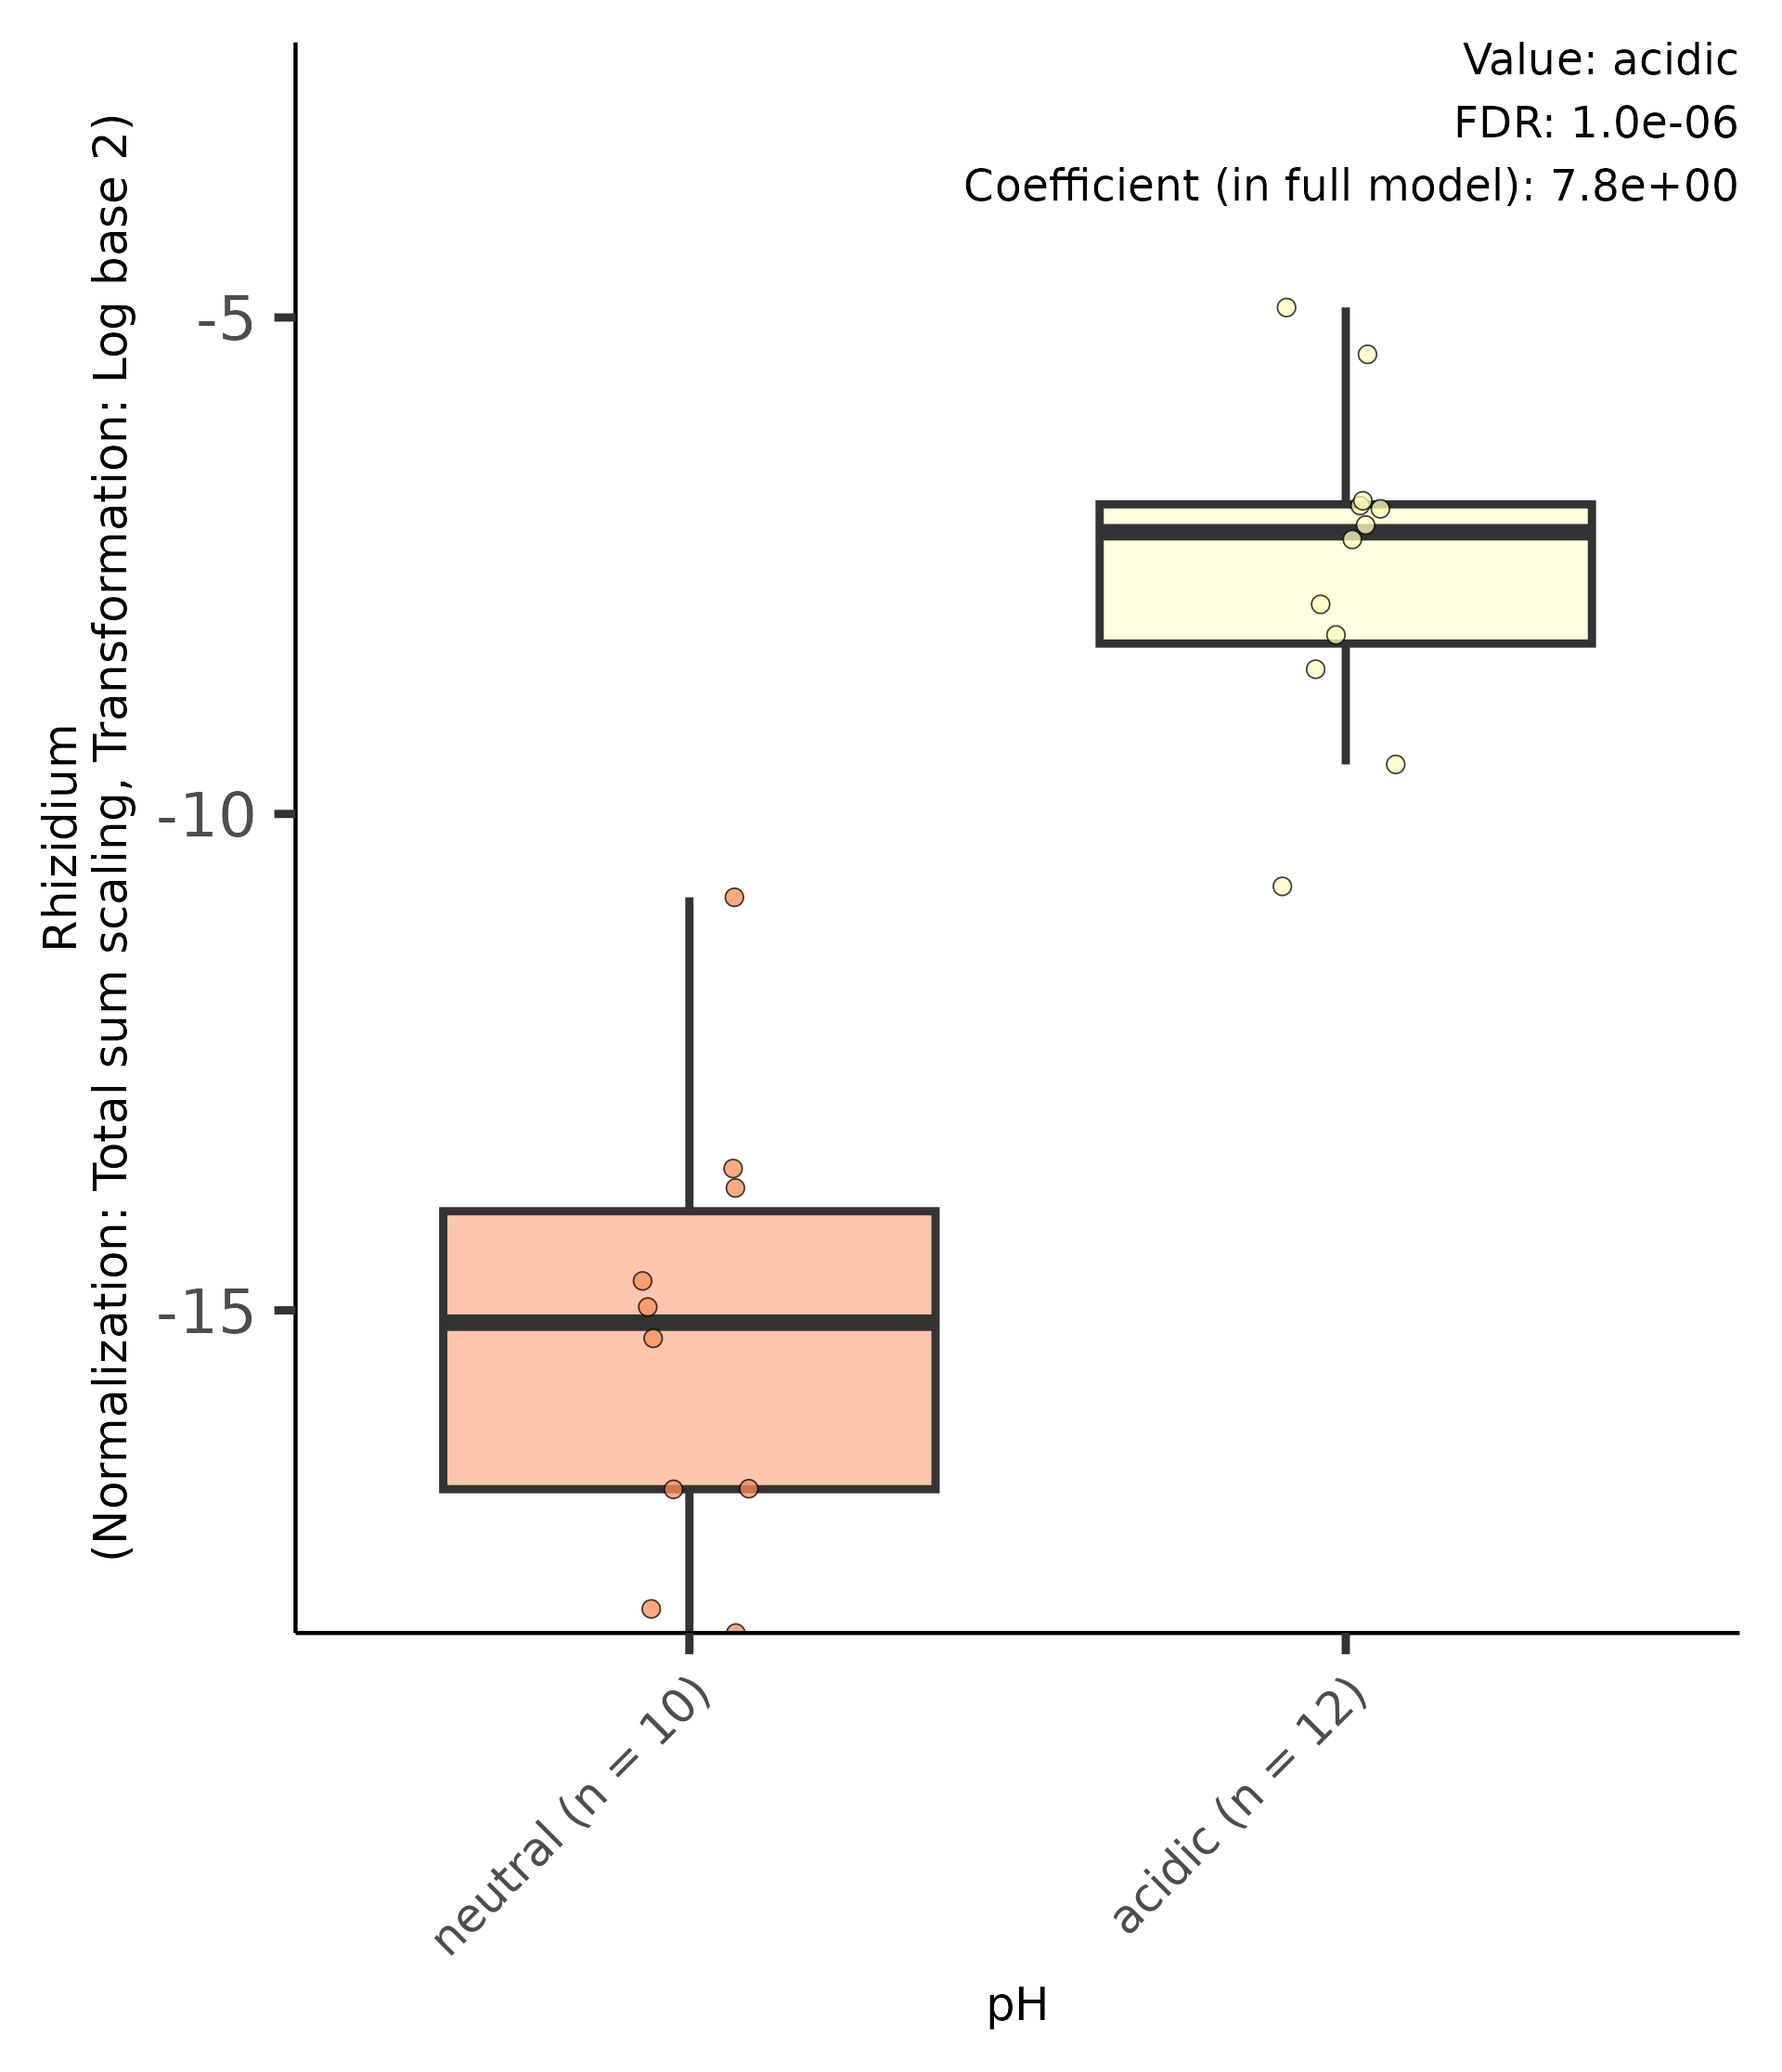 Value: acidic
FDR: 1.0e-06
Coefficient (in full model): 7.8e+00
Rhizidium
(Normalization: Total sum scaling, Transformation: Log base 2)
-5
-10
-15
neutral (n = 10)
acidic (n = 12)
pH